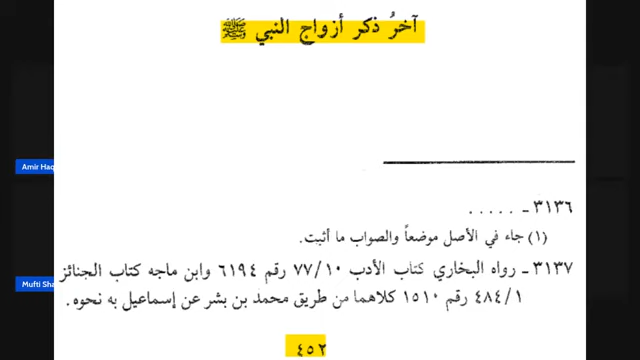 آخرُ ذكر أزواج النبي ﷺ
Amir Haq
٣١٣٦ ـ . . . . .
(١) جاء في الأصل موضعاً والصواب ما أثبت.
٣١٣٧ ـ رواه البخاري كتاب الأدب ٧٧/١٠ رقم ٦١٩٤ وابن ماجه كتاب الجنائز
Mufti Sha
٤٨٤/١ رقم ١٥١٠ كلاهما من طريق محمد بن بشر عن إسماعيل به نحوه.
٤٥٢